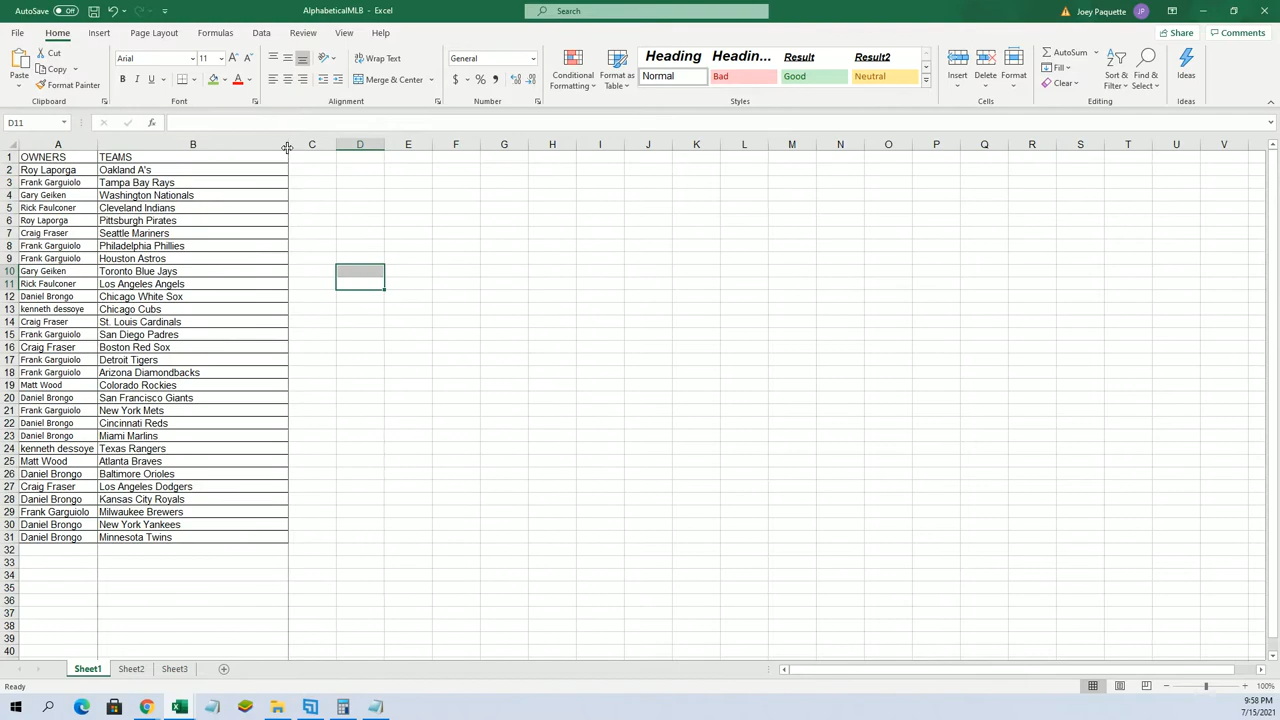 AutoSave Off AlphabeticalMLB - Excel Search Joey Paquette JP
File Home Insert Page Layout Formulas Data Review View Help Share Comments
Paste Cut Copy Format Painter Clipboard
Arial 11 A A B I U A Font
ab Wrap Text Merge & Center Alignment
General $ % , Number
Conditional Formatting Format as Table
Heading Headin... Result Result2
Normal Bad Good Neutral
Styles
Insert Delete Format Cells
AutoSum Fill Clear Sort & Filter Find & Select Editing
Ideas Ideas
D11 fx
A B C D E F G H I J K L M N O P Q R S T U V
1 OWNERS TEAMS
2 Roy Laporga Oakland A's
3 Frank Garguiolo Tampa Bay Rays
4 Gary Geiken Washington Nationals
5 Rick Faulconer Cleveland Indians
6 Roy Laporga Pittsburgh Pirates
7 Craig Fraser Seattle Mariners
8 Frank Garguiolo Philadelphia Phillies
9 Frank Garguiolo Houston Astros
10 Gary Geiken Toronto Blue Jays
11 Rick Faulconer Los Angeles Angels
12 Daniel Brongo Chicago White Sox
13 kenneth dessoye Chicago Cubs
14 Craig Fraser St. Louis Cardinals
15 Frank Garguiolo San Diego Padres
16 Craig Fraser Boston Red Sox
17 Frank Garguiolo Detroit Tigers
18 Frank Garguiolo Arizona Diamondbacks
19 Matt Wood Colorado Rockies
20 Daniel Brongo San Francisco Giants
21 Frank Garguiolo New York Mets
22 Daniel Brongo Cincinnati Reds
23 Daniel Brongo Miami Marlins
24 kenneth dessoye Texas Rangers
25 Matt Wood Atlanta Braves
26 Daniel Brongo Baltimore Orioles
27 Craig Fraser Los Angeles Dodgers
28 Daniel Brongo Kansas City Royals
29 Frank Garguiolo Milwaukee Brewers
30 Daniel Brongo New York Yankees
31 Daniel Brongo Minnesota Twins
32
33
34
35
36
37
38
39
40
Sheet1 Sheet2 Sheet3
Ready 100%
9:58 PM
7/15/2021